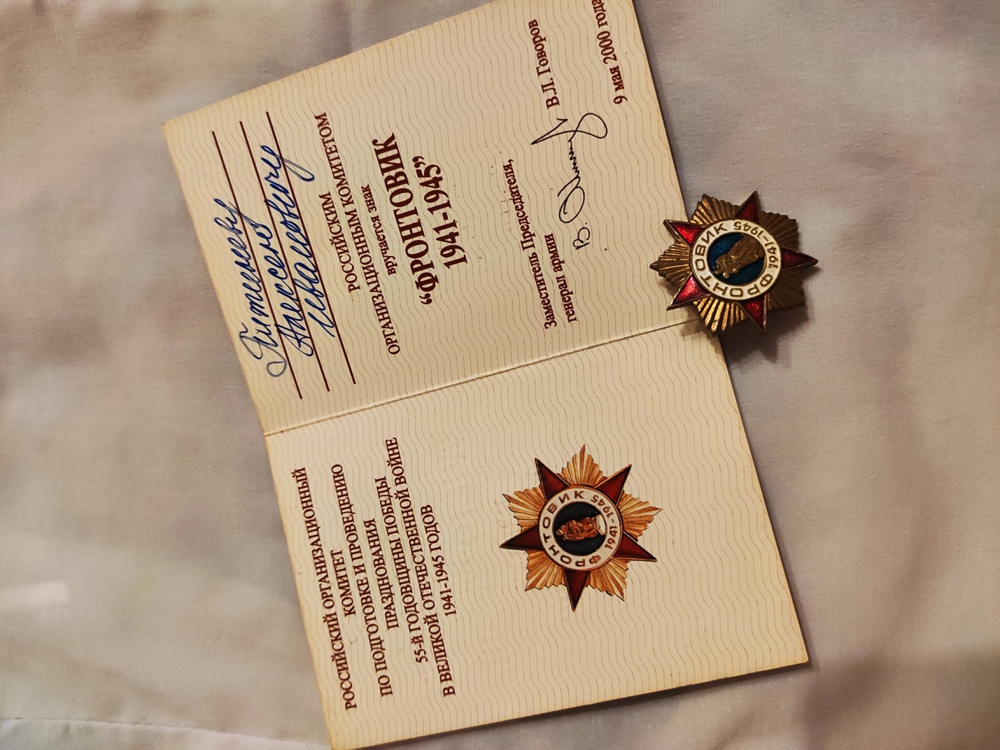 РОССИЙСКИЙ ОРГАНИЗАЦИОННЫЙ
КОМИТЕТ
ПО ПОДГОТОВКЕ И ПРОВЕДЕНИЮ
ПРАЗДНОВАНИЯ
55-Й ГОДОВЩИНЫ ПОБЕДЫ
В ВЕЛИКОЙ ОТЕЧЕСТВЕННОЙ ВОЙНЕ
1941-1945 ГОДОВ
ФРОНТОВИК
1941-1945
Алексею
Ивановичу
РОССИЙСКИМ
ОРГАНИЗАЦИОННЫМ КОМИТЕТОМ
вручается знак
“ФРОНТОВИК
1941-1945”
Заместитель Председателя,
генерал армии В.Л. Говоров
9 мая 2000 года
ФРОНТОВИК
1941-1945